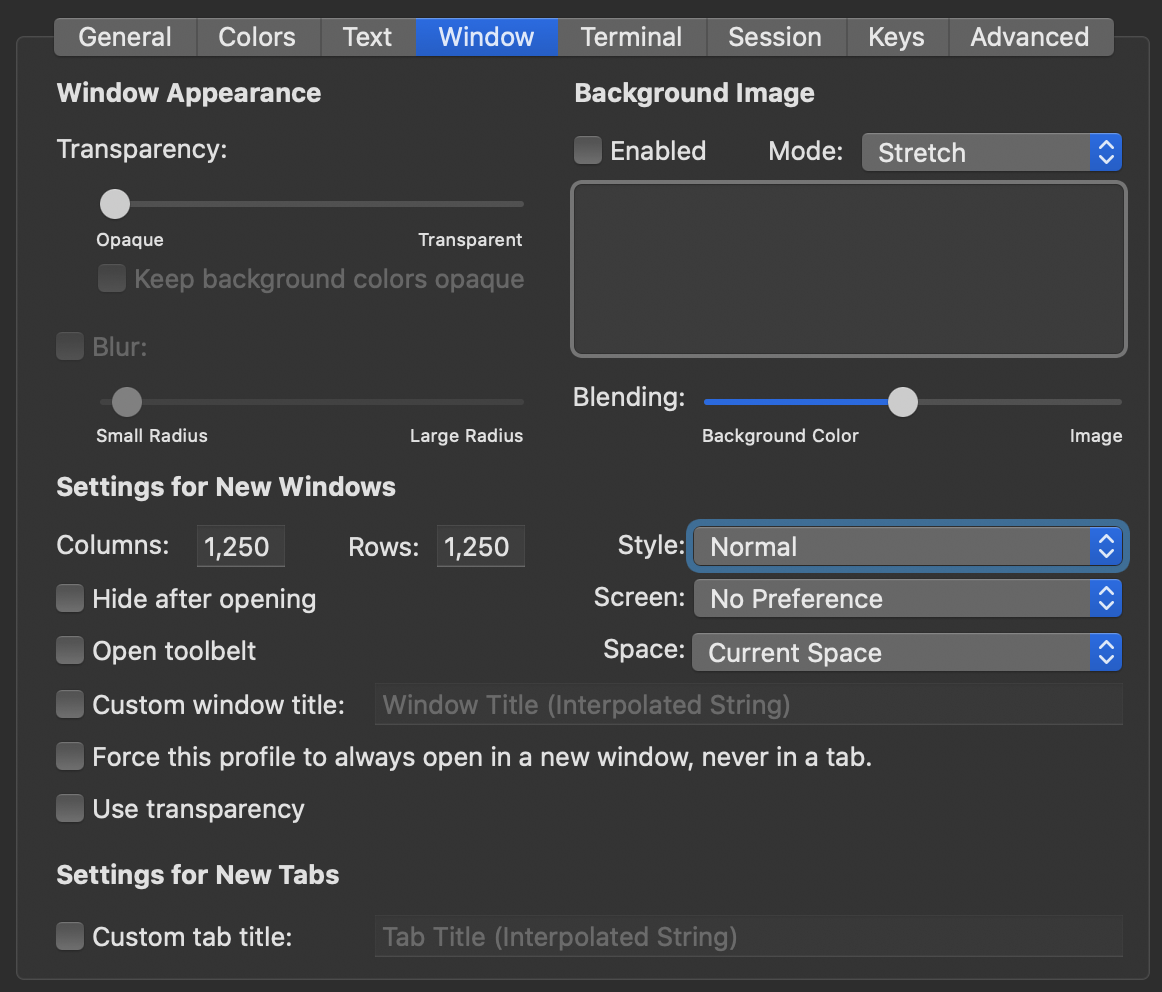 General Colors Text Window Terminal Session Keys Advanced
Window Appearance
Transparency:
Opaque Transparent
Keep background colors opaque
Blur:
Small Radius Large Radius
Background Image
Enabled Mode: Stretch
Blending:
Background Color Image
Settings for New Windows
Columns: 1,250 Rows: 1,250 Style: Normal
Hide after opening Screen: No Preference
Open toolbelt Space: Current Space
Custom window title: Window Title (Interpolated String)
Force this profile to always open in a new window, never in a tab.
Use transparency
Settings for New Tabs
Custom tab title: Tab Title (Interpolated String)